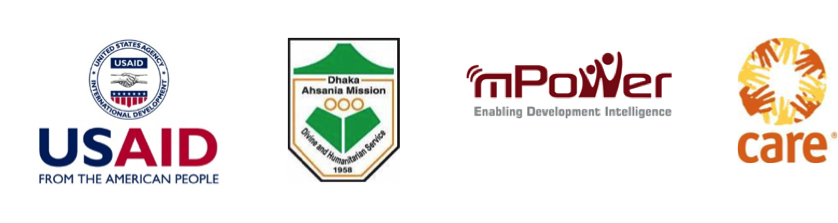 UNITED STATES AGENCY
USAID
INTERNATIONAL DEVELOPMENT
USAID
FROM THE AMERICAN PEOPLE
Dhaka
Ahsania Mission
Divine and Humanitarian Service
1958
mPower
Enabling Development Intelligence
care®